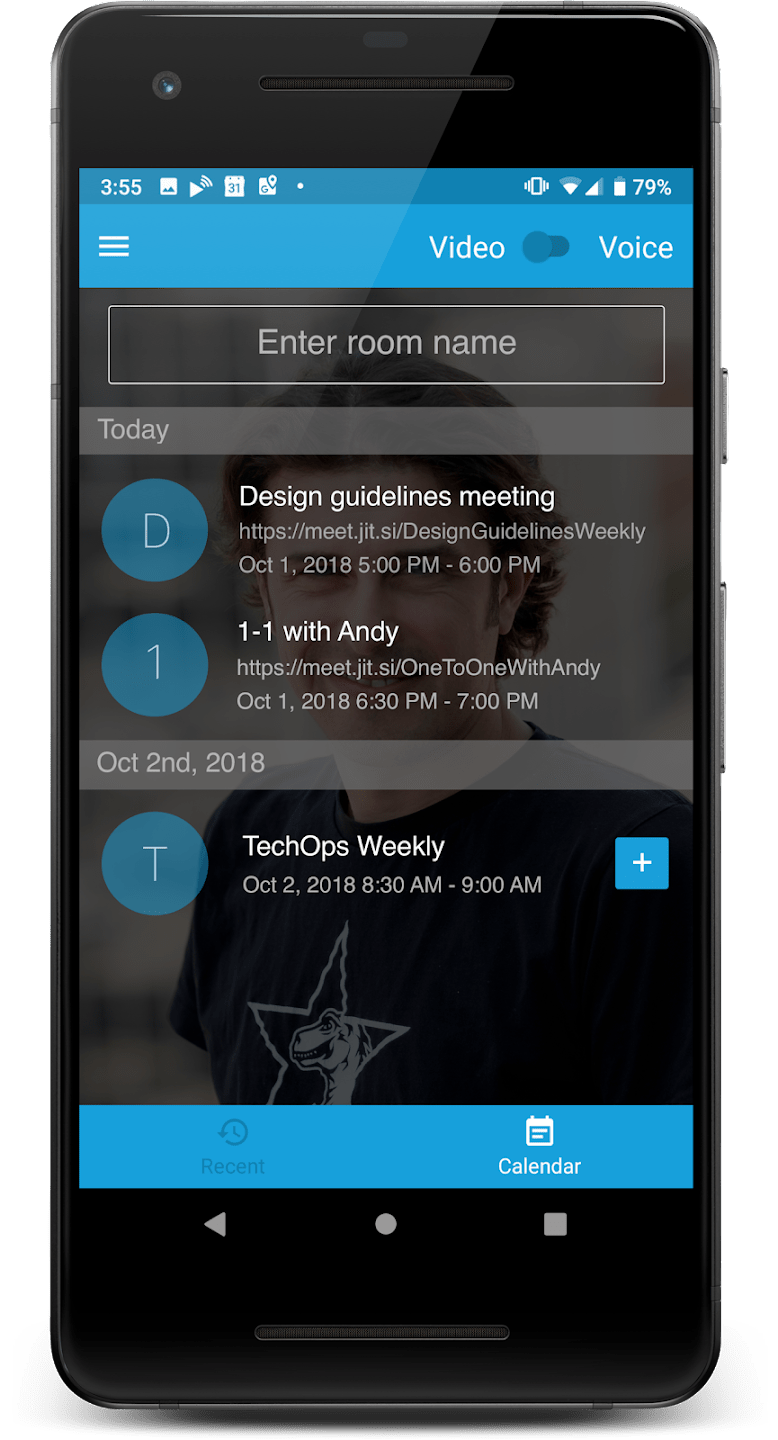 3:55 31 G 79%
Video Voice
Enter room name
Today
D
Design guidelines meeting
https://meet.jit.si/DesignGuidelinesWeekly
Oct 1, 2018 5:00 PM - 6:00 PM
1
1-1 with Andy
https://meet.jit.si/OneToOneWithAndy
Oct 1, 2018 6:30 PM - 7:00 PM
Oct 2nd, 2018
T
TechOps Weekly
Oct 2, 2018 8:30 AM - 9:00 AM
+
Recent Calendar